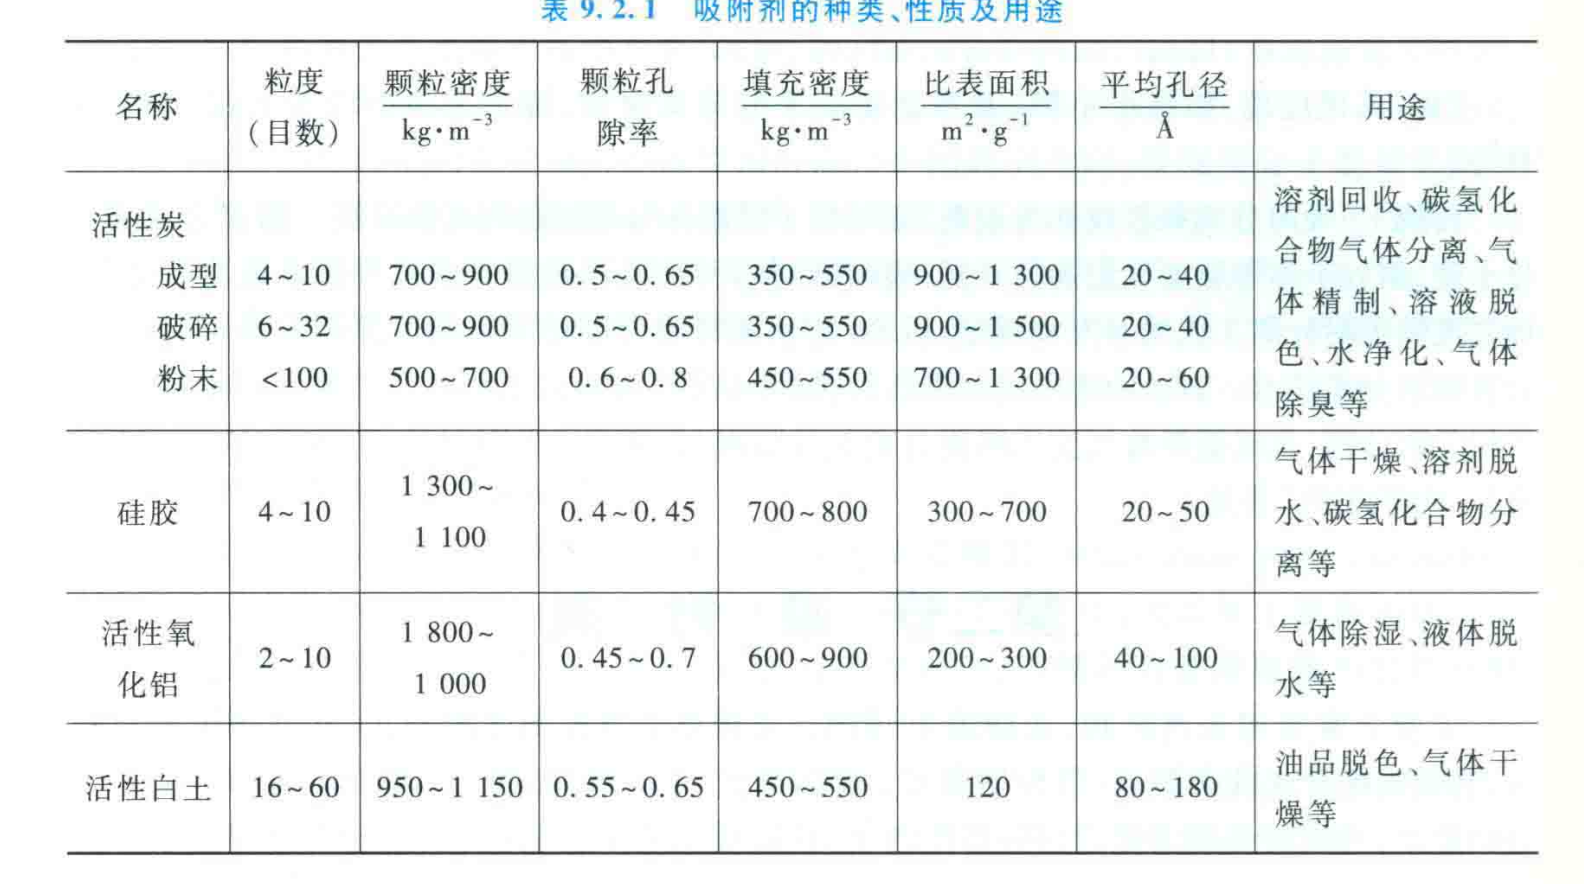 表 9.2.1 吸附剂的种类、性质及用途
名称 粒度(目数) 颗粒密度/kg·m⁻³ 颗粒孔隙率 填充密度/kg·m⁻³ 比表面积/m²·g⁻¹ 平均孔径/Å 用途
活性炭
成型 4~10 700~900 0.5~0.65 350~550 900~1 300 20~40
破碎 6~32 700~900 0.5~0.65 350~550 900~1 500 20~40
粉末 <100 500~700 0.6~0.8 450~550 700~1 300 20~60
溶剂回收、碳氢化
合物气体分离、气
体精制、溶液脱
色、水净化、气体
除臭等
硅胶 4~10 1 300~1 100 0.4~0.45 700~800 300~700 20~50
气体干燥、溶剂脱
水、碳氢化合物分
离等
活性氧化铝 2~10 1 800~1 000 0.45~0.7 600~900 200~300 40~100
气体除湿、液体脱
水等
活性白土 16~60 950~1 150 0.55~0.65 450~550 120 80~180
油品脱色、气体干
燥等